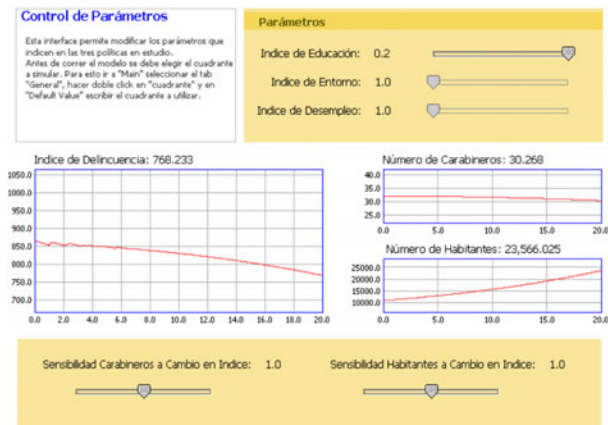 Control de Parámetros
Esta interface permite modificar los parámetros que
indicen en las tres políticas en estudio.
Antes de correr el modelo se debe elegir el cuadrante
a simular. Para esto ir a "Main" seleccionar el tab
"General", hacer doble click en "cuadrante" y en
"Default Value" escribir el cuadrante a utilizar.
Parámetros
Indice de Educación: 0.2
Indice de Entorno: 1.0
Indice de Desempleo: 1.0
Indice de Delincuencia: 768.233
1050.0
1000.0
950.0
900.0
850.0
800.0
750.0
700.0
0.0 2.0 4.0 6.0 8.0 10.0 12.0 14.0 16.0 18.0 20.0
Número de Carabineros: 30.268
40.0
35.0
30.0
25.0
0.0 5.0 10.0 15.0 20.0
Número de Habitantes: 23,566.025
25000.0
20000.0
15000.0
10000.0
0.0 5.0 10.0 15.0 20.0
Sensibilidad Carabineros a Cambio en Indice: 1.0
Sensibilidad Habitantes a Cambio en Indice: 1.0